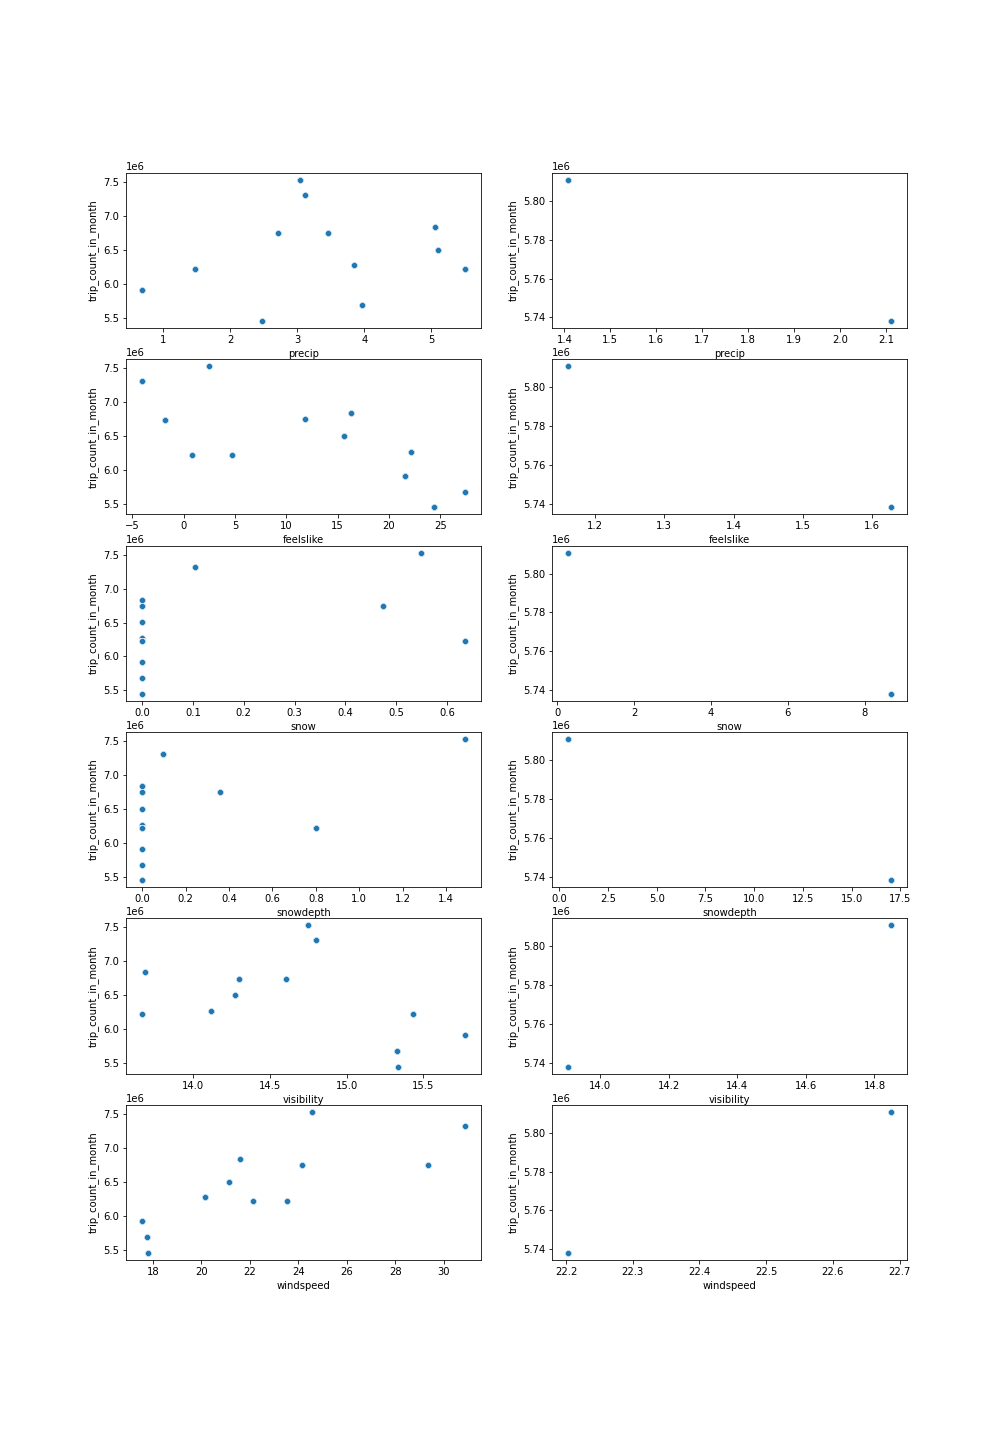 1e6 1e6
7.5
7.0
6.5
6.0
5.5
trip_count_in_month
1 2 3 4 5
precip
5.80
5.78
5.76
5.74
trip_count_in_month
1.4 1.5 1.6 1.7 1.8 1.9 2.0 2.1
precip
1e6 1e6
7.5
7.0
6.5
6.0
5.5
trip_count_in_month
−5 0 5 10 15 20 25
feelslike
5.80
5.78
5.76
5.74
trip_count_in_month
1.2 1.3 1.4 1.5 1.6
feelslike
1e6 1e6
7.5
7.0
6.5
6.0
5.5
trip_count_in_month
0.0 0.1 0.2 0.3 0.4 0.5 0.6
snow
5.80
5.78
5.76
5.74
trip_count_in_month
0 2 4 6 8
snow
1e6 1e6
7.5
7.0
6.5
6.0
5.5
trip_count_in_month
0.0 0.2 0.4 0.6 0.8 1.0 1.2 1.4
snowdepth
5.80
5.78
5.76
5.74
trip_count_in_month
0.0 2.5 5.0 7.5 10.0 12.5 15.0 17.5
snowdepth
1e6 1e6
7.5
7.0
6.5
6.0
5.5
trip_count_in_month
14.0 14.5 15.0 15.5
visibility
5.80
5.78
5.76
5.74
trip_count_in_month
14.0 14.2 14.4 14.6 14.8
visibility
1e6 1e6
7.5
7.0
6.5
6.0
5.5
trip_count_in_month
18 20 22 24 26 28 30
windspeed
5.80
5.78
5.76
5.74
trip_count_in_month
22.2 22.3 22.4 22.5 22.6 22.7
windspeed